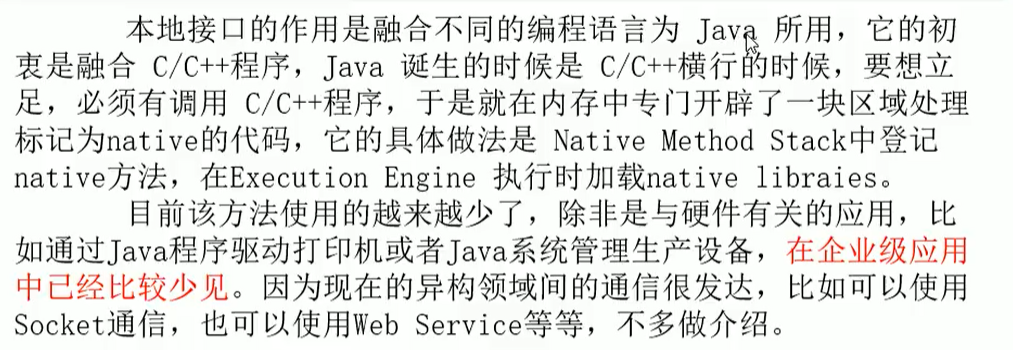 本地接口的作用是融合不同的编程语言为 Java 所用，它的初
衷是融合 C/C++程序，Java 诞生的时候是 C/C++横行的时候，要想立
足，必须有调用 C/C++程序，于是就在内存中专门开辟了一块区域处理
标记为native的代码，它的具体做法是 Native Method Stack中登记
native方法，在Execution Engine 执行时加载native libraies。
目前该方法使用的越来越少了，除非是与硬件有关的应用，比
如通过Java程序驱动打印机或者Java系统管理生产设备，在企业级应用
中已经比较少见。因为现在的异构领域间的通信很发达，比如可以使用
Socket通信，也可以使用Web Service等等，不多做介绍。